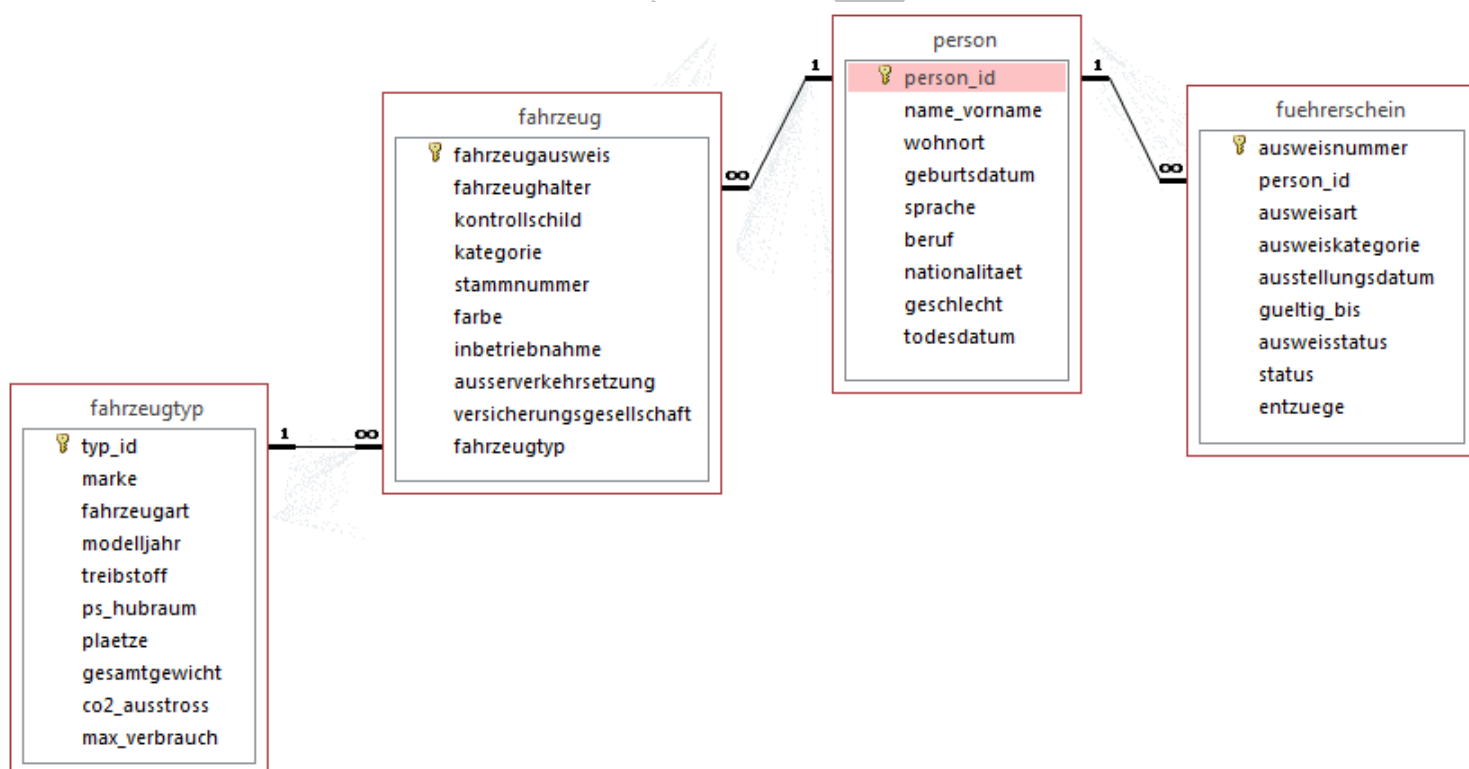 person
person_id
name_vorname
wohnort
geburtsdatum
sprache
beruf
nationalitaet
geschlecht
todesdatum
1
1
∞
∞
fuehrerschein
ausweisnummer
person_id
ausweisart
ausweiskategorie
ausstellungsdatum
gueltig_bis
ausweisstatus
status
entzuege
fahrzeug
fahrzeugausweis
fahrzeughalter
kontrollschild
kategorie
stammnummer
farbe
inbetriebnahme
ausserverkehrsetzung
versicherungsgesellschaft
fahrzeugtyp
1
∞
fahrzeugtyp
typ_id
marke
fahrzeugart
modelljahr
treibstoff
ps_hubraum
plaetze
gesamtgewicht
co2_ausstross
max_verbrauch